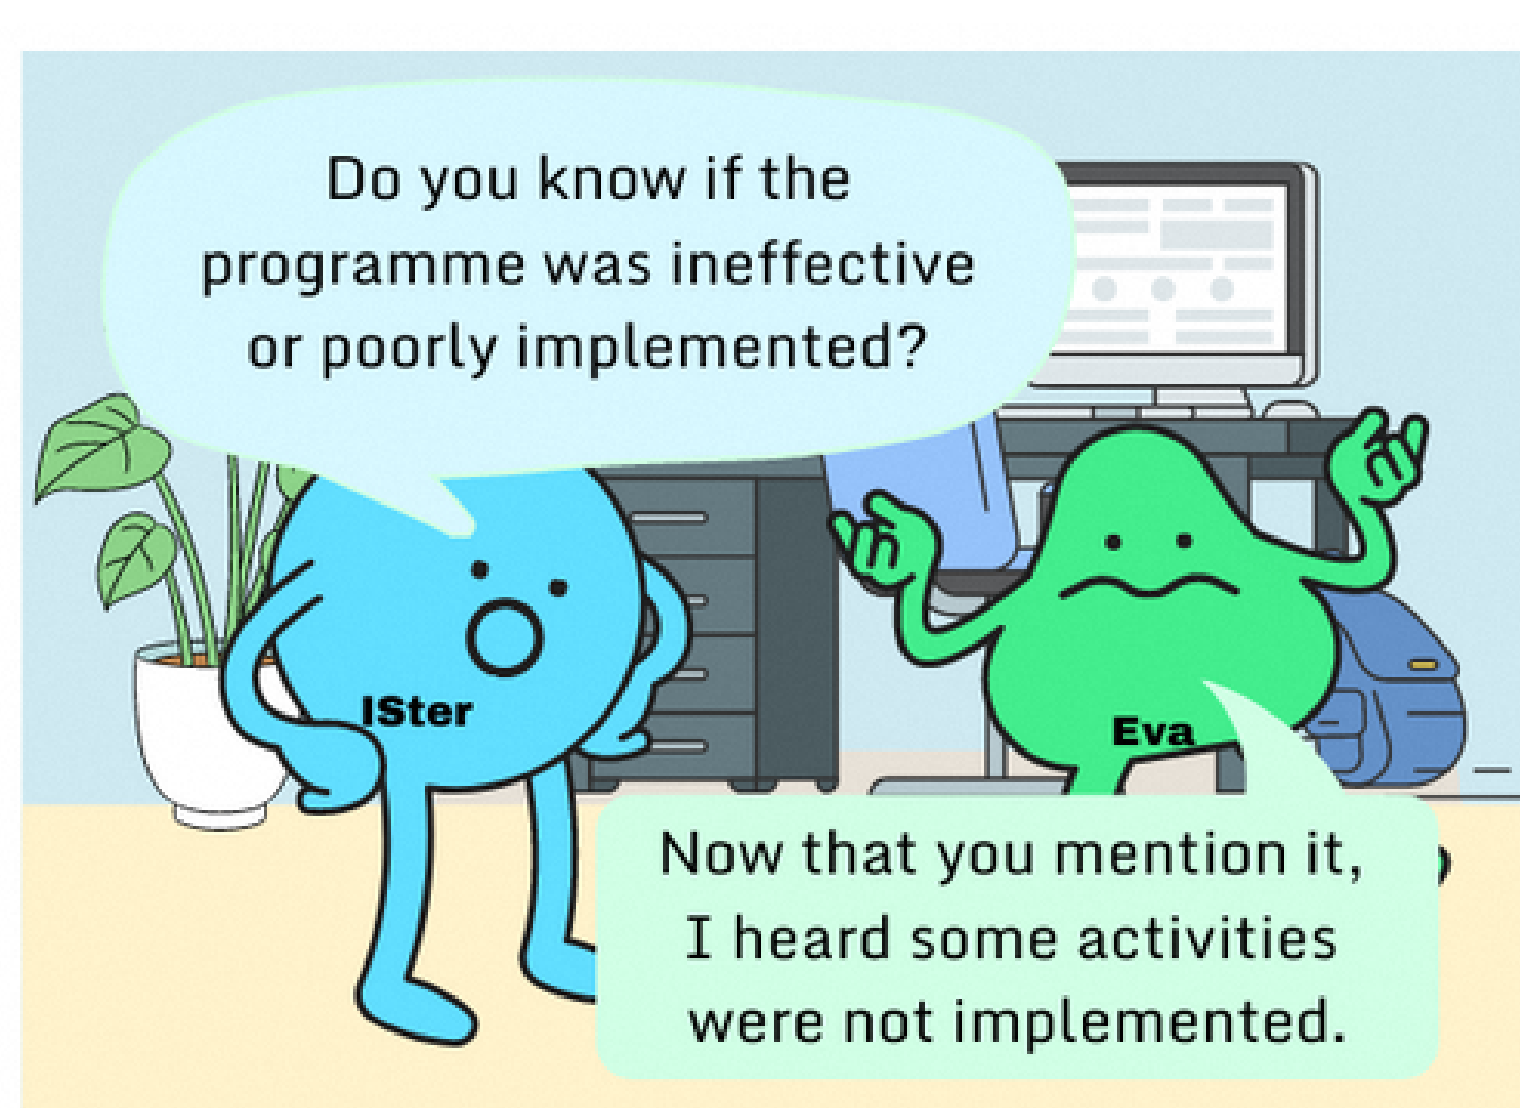 Do you know if the
programme was ineffective
or poorly implemented?
ISter
Eva
Now that you mention it,
I heard some activities
were not implemented.